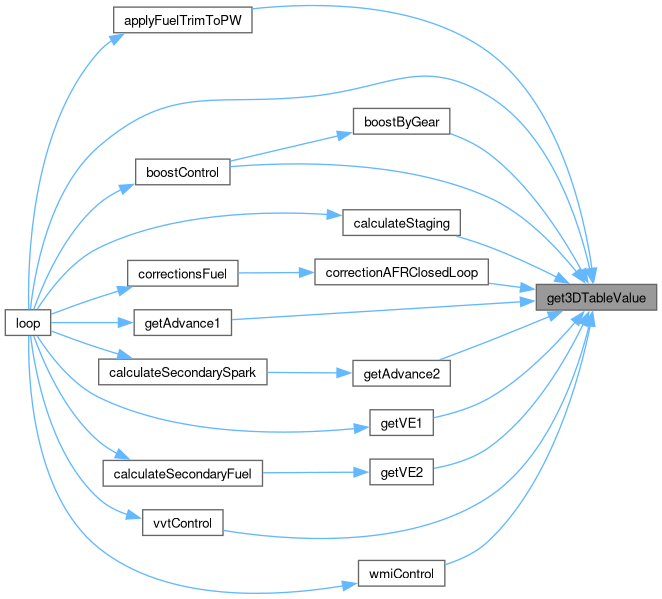 applyFuelTrimToPW
boostByGear
boostControl
calculateStaging
correctionsFuel
correctionAFRClosedLoop
get3DTableValue
loop
getAdvance1
calculateSecondarySpark
getAdvance2
getVE1
calculateSecondaryFuel
getVE2
vvtControl
wmiControl